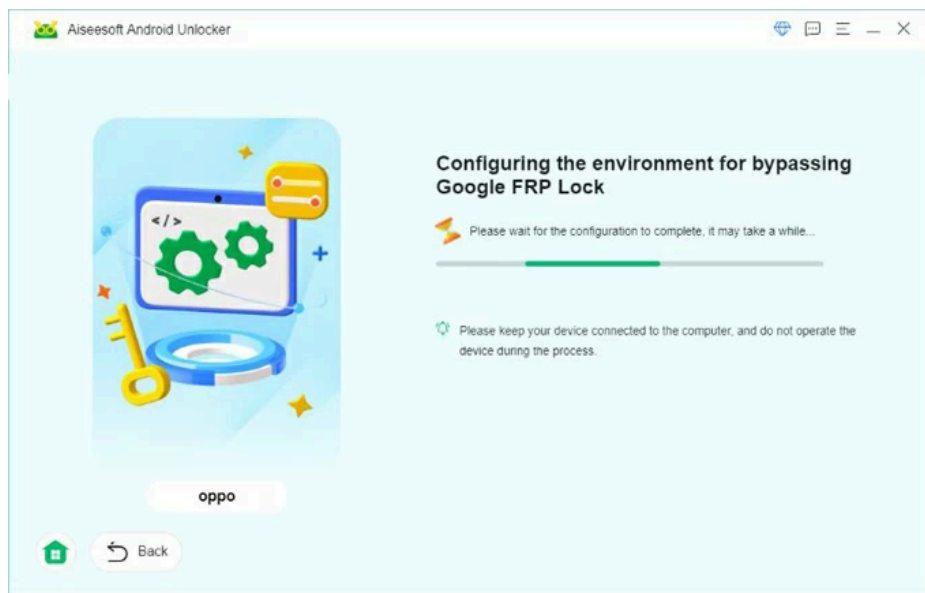 Aiseesoft Android Unlocker
Configuring the environment for bypassing
Google FRP Lock
Please wait for the configuration to complete, it may take a while...
Please keep your device connected to the computer, and do not operate the
device during the process.
</>
oppo
Back